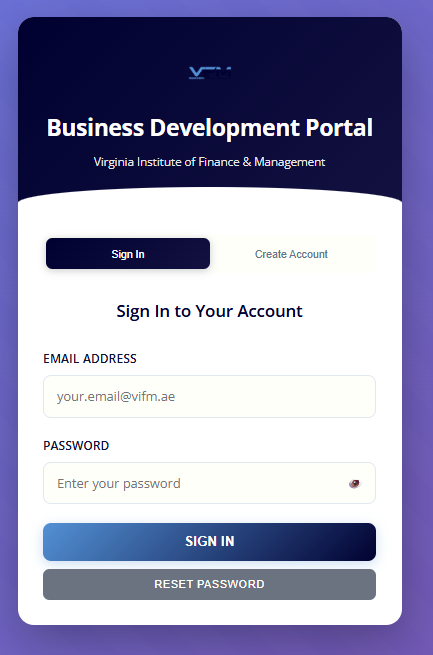 VIFM
Business Development Portal
Virginia Institute of Finance & Management
Sign In
Create Account
Sign In to Your Account
EMAIL ADDRESS
your.email@vifm.ae
PASSWORD
Enter your password
SIGN IN
RESET PASSWORD